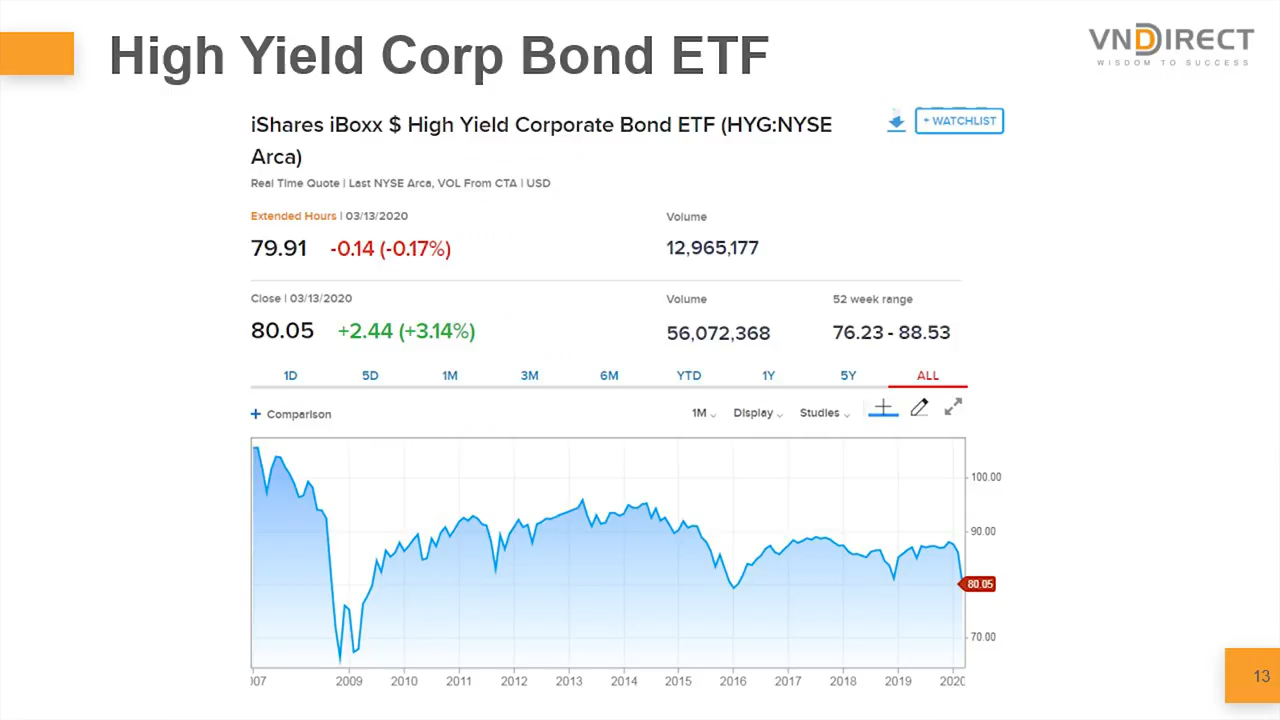 High Yield Corp Bond ETF
VNDIRECT
WISDOM TO SUCCESS
iShares iBoxx $ High Yield Corporate Bond ETF (HYG:NYSE
Arca)
+ WATCHLIST
Real Time Quote | Last NYSE Arca, VOL From CTA | USD
Extended Hours | 03/13/2020
Volume
79.91 -0.14 (-0.17%)
12,965,177
Close | 03/13/2020
Volume
52 week range
80.05 +2.44 (+3.14%)
56,072,368
76.23 - 88.53
1D 5D 1M 3M 6M YTD 1Y 5Y ALL
+ Comparison
1M Display Studies
100.00
90.00
80.05
70.00
007 2009 2010 2011 2012 2013 2014 2015 2016 2017 2018 2019 2020
13